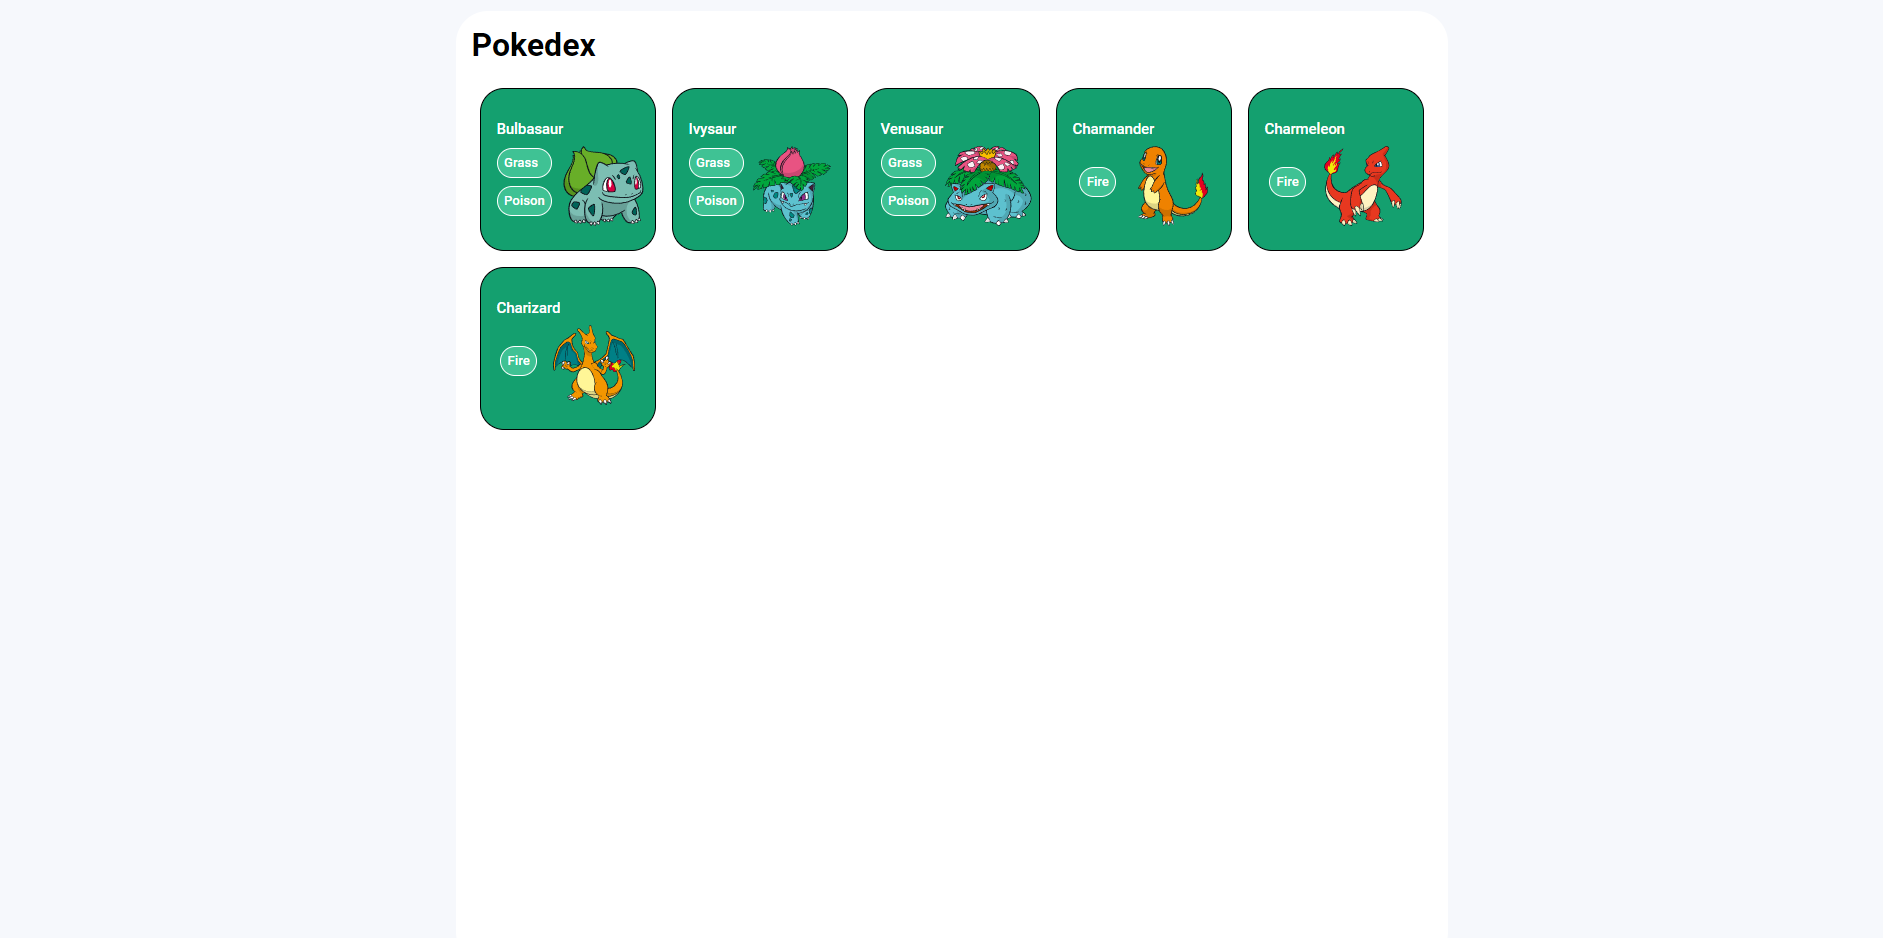 Pokedex
Bulbasaur
Grass
Poison
Ivysaur
Grass
Poison
Venusaur
Grass
Poison
Charmander
Fire
Charmeleon
Fire
Charizard
Fire